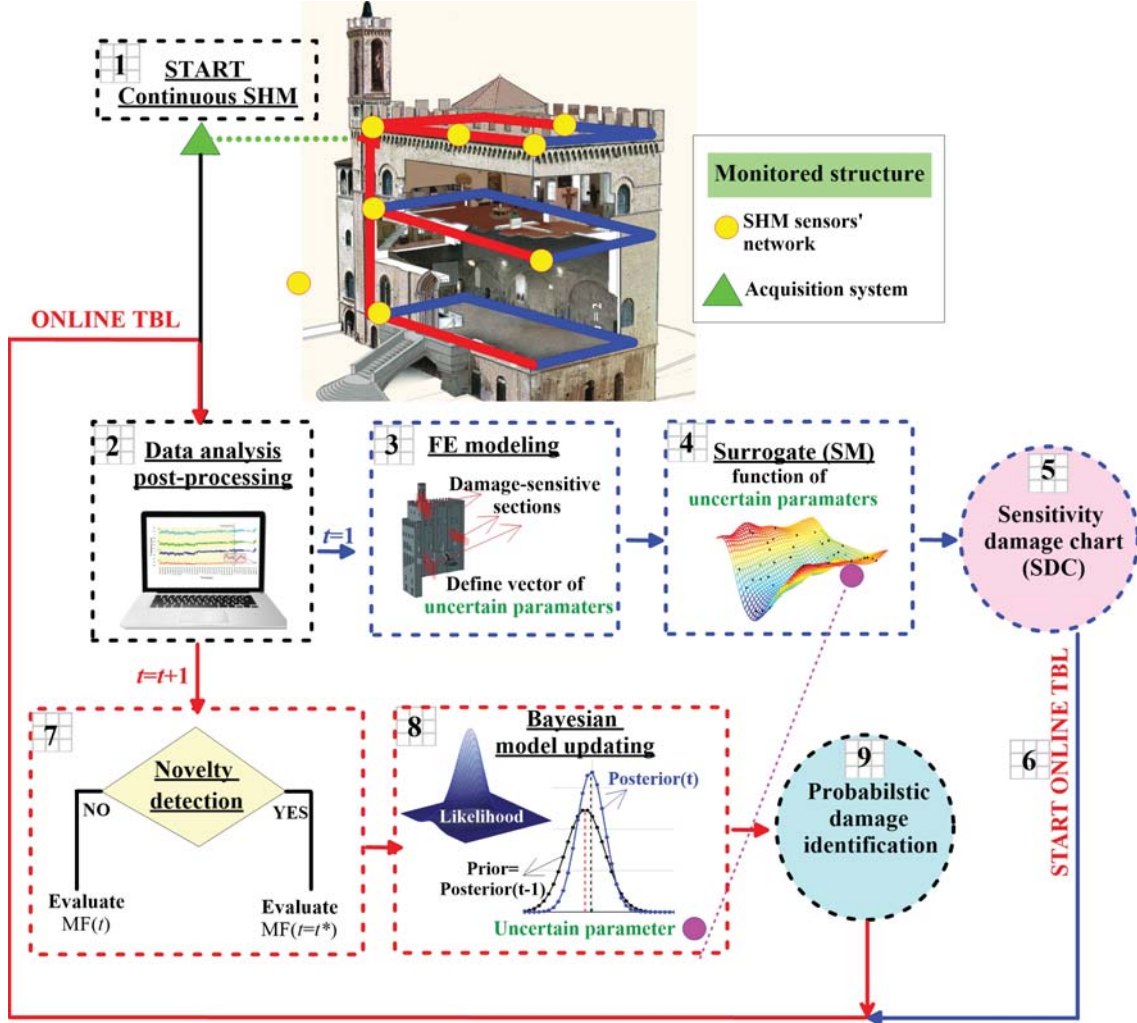 1
START
Continuous SHM
Monitored structure
SHM sensors'
network
Acquisition system
ONLINE TBL
2
Data analysis
post-processing
t=1
3
FE modeling
Damage-sensitive
sections
Define vector of
uncertain paramaters
4
Surrogate (SM)
function of
uncertain paramaters
5
Sensitivity
damage chart
(SDC)
6
START ONLINE TBL
t=t+1
7
Novelty
detection
NO
YES
Evaluate
MF(t)
Evaluate
MF(t=t*)
8
Bayesian
model updating
Likelihood
Posterior(t)
Prior=
Posterior(t-1)
Uncertain parameter
9
Probabilstic
damage
identification